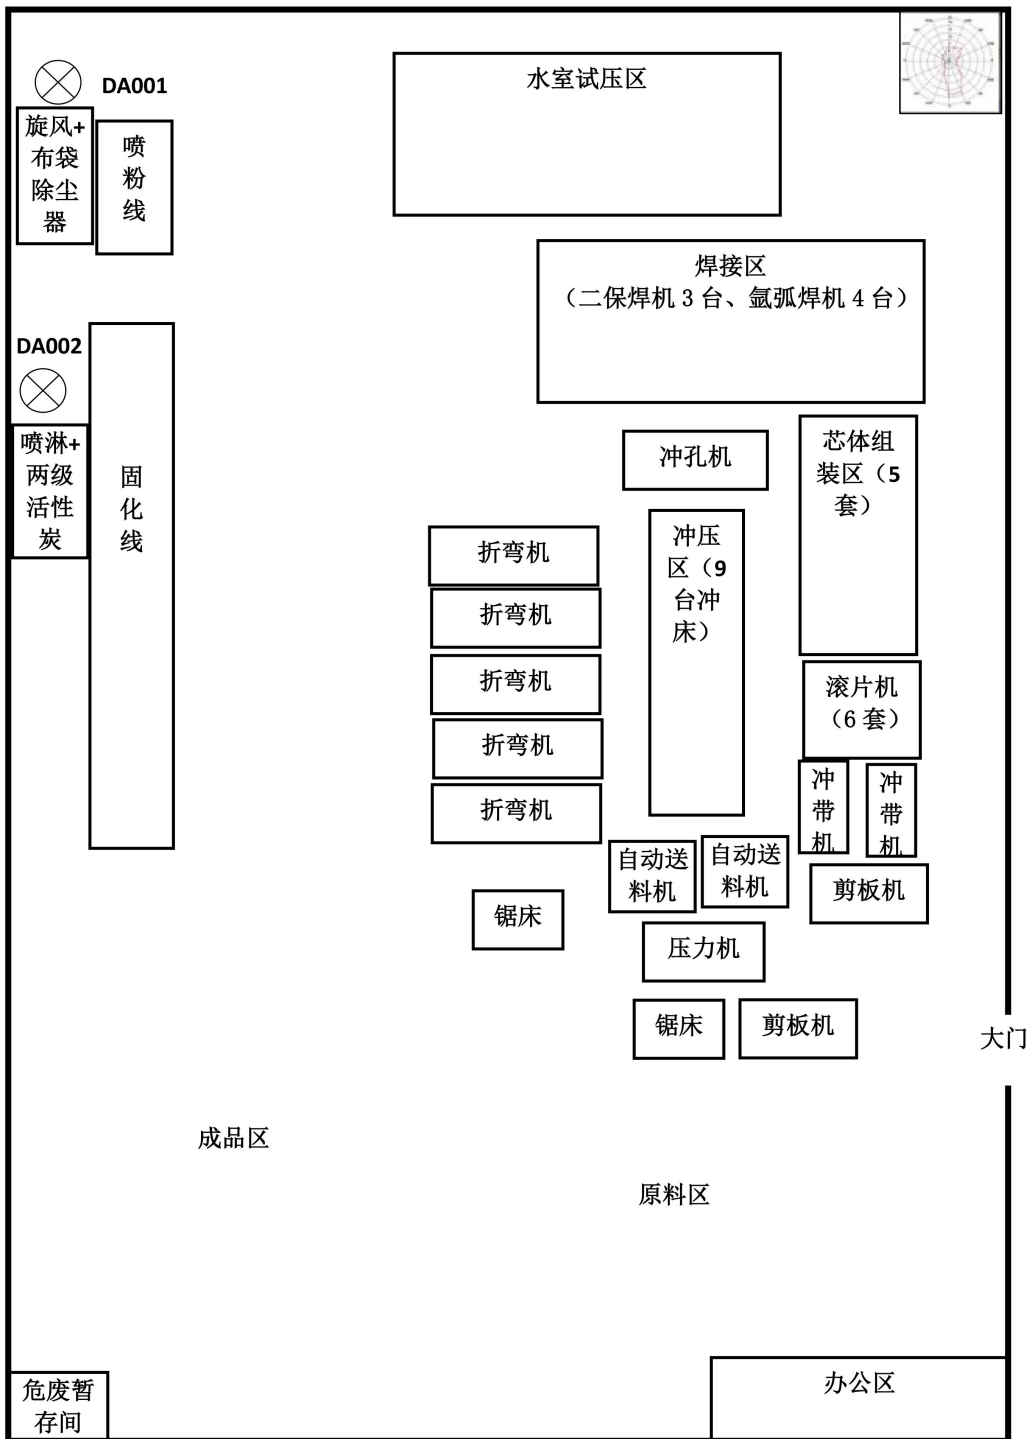 DA001
旋风+
布袋
除尘
器
喷
粉
线
水室试压区
焊接区
（二保焊机 3 台、氩弧焊机 4 台）
DA002
喷淋+
两级
活性
炭
固
化
线
冲孔机
芯体组
装区（5
套）
冲压
区（9
台冲
床）
折弯机
折弯机
折弯机
折弯机
折弯机
滚片机
（6 套）
冲
带
机
冲
带
机
自动送
料机
自动送
料机
剪板机
锯床
压力机
锯床
剪板机
大门
成品区
原料区
危废暂
存间
办公区